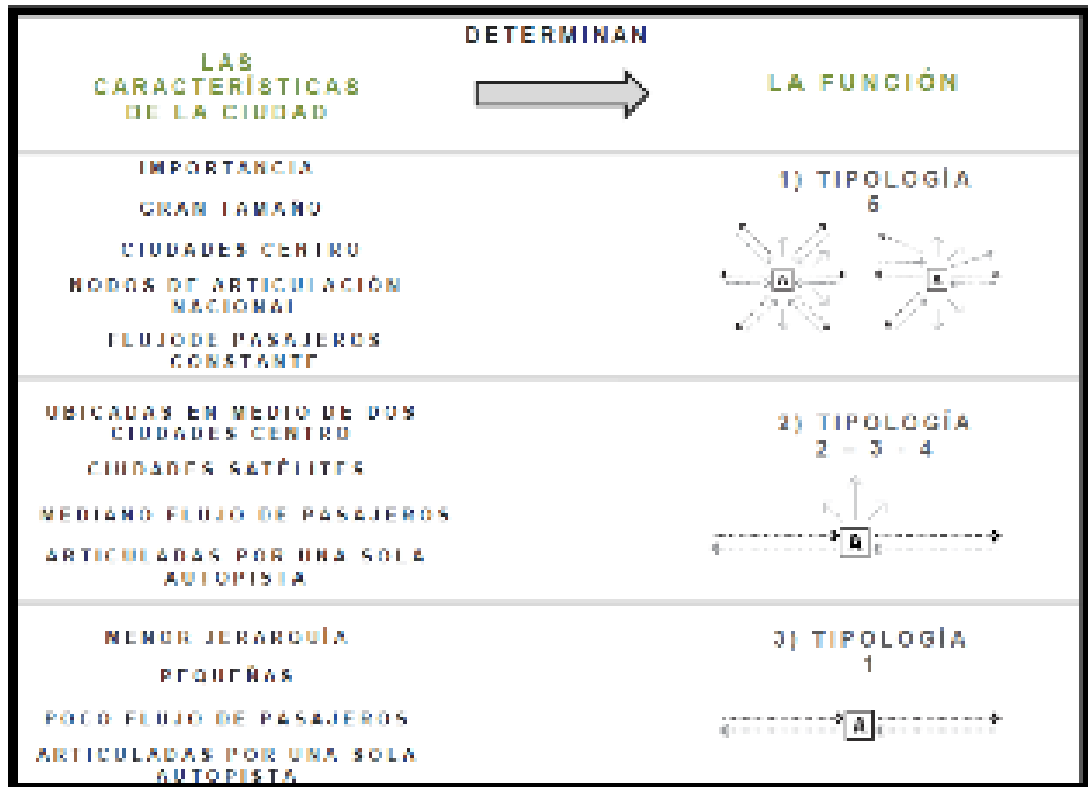 DETERMINAN
LAS
CARACTERÍSTICAS
DE LA CIUDAD
LA FUNCIÓN
IMPORTANCIA
GRAN TAMAÑO
CIUDADES CENTRO
NODOS DE ARTICULACIÓN
NACIONAL
FLUJODE PASAJEROS
CONSTANTE
1) TIPOLOGÍA
6
A
UBICADAS EN MEDIO DE DOS
CIUDADES CENTRO
CIUDADES SATÉLITES
MEDIANO FLUJO DE PASAJEROS
ARTICULADAS POR UNA SOLA
AUTOPISTA
2) TIPOLOGÍA
2 - 3 - 4
A
MENOR JERARQUÍA
PEQUEÑAS
POCO FLUJO DE PASAJEROS
ARTICULADAS POR UNA SOLA
AUTOPISTA
3) TIPOLOGÍA
1
A